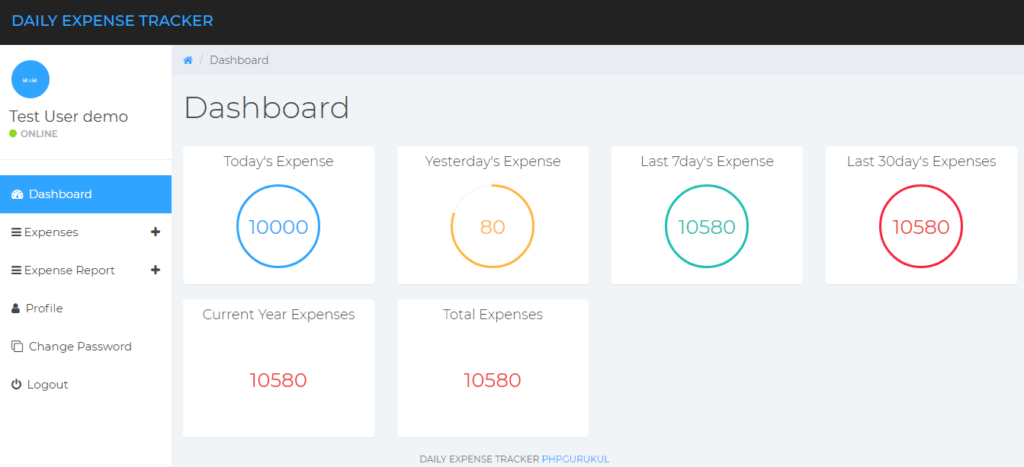 DAILY EXPENSE TRACKER
Dashboard
50 x 50
Test User demo
ONLINE
Dashboard
Today's Expense
Yesterday's Expense
Last 7day's Expense
Last 30day's Expenses
Dashboard
10000
80
10580
10580
Expenses
Expense Report
Profile
Current Year Expenses
Total Expenses
Change Password
Logout
10580
10580
DAILY EXPENSE TRACKER PHPGURUKUL